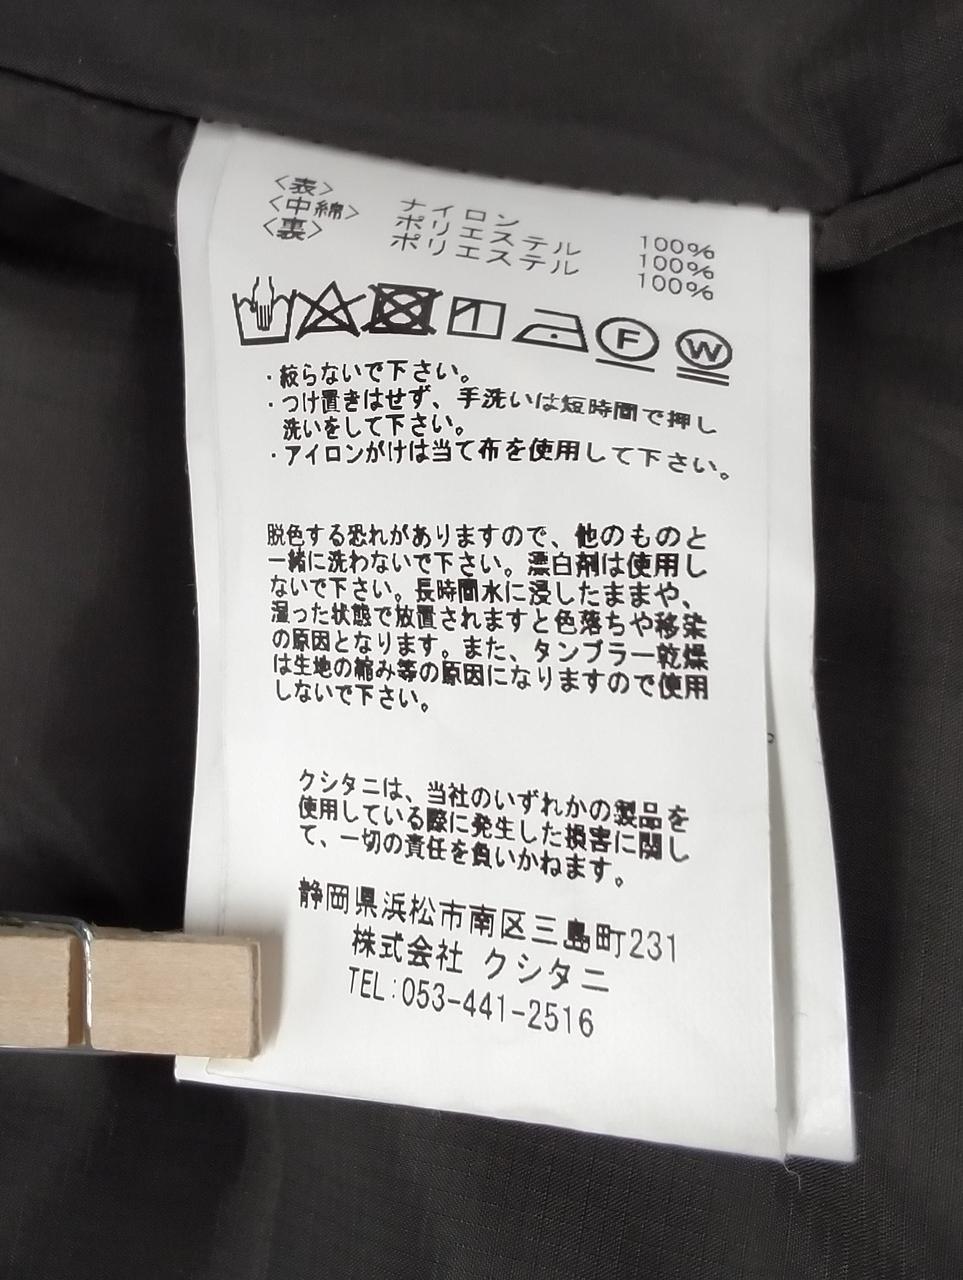 〈表〉 ナイロン 100%
〈中綿〉 ポリエステル 100%
〈裏〉 ポリエステル 100%
F W
・絞らないで下さい。
・つけ置きはせず、手洗いは短時間で押し
洗いをして下さい。
・アイロンがけは当て布を使用して下さい。
脱色する恐れがありますので、他のものと
一緒に洗わないで下さい。漂白剤は使用し
ないで下さい。長時間水に浸したままや、
湿った状態で放置されますと色落ちや移染
の原因となります。また、タンブラー乾燥
は生地の縮み等の原因になりますので使用
しないで下さい。
クシタニは、当社のいずれかの製品を
使用している際に発生した損害に関し
て、一切の責任を負いかねます。
静岡県浜松市南区三島町231
株式会社 クシタニ
TEL:053-441-2516